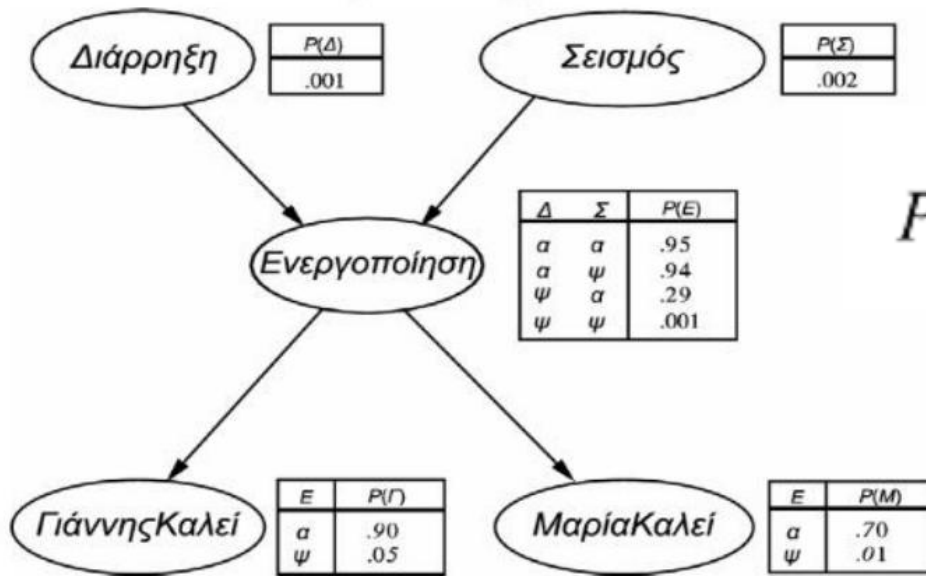 Διάρρηξη
P(Δ)
.001
Σεισμός
P(Σ)
.002
P
Ενεργοποίηση
Δ Σ P(E)
α α .95
α ψ .94
ψ α .29
ψ ψ .001
ΓιάννηςΚαλεί
E P(Γ)
α .90
ψ .05
ΜαρίαΚαλεί
E P(M)
α .70
ψ .01